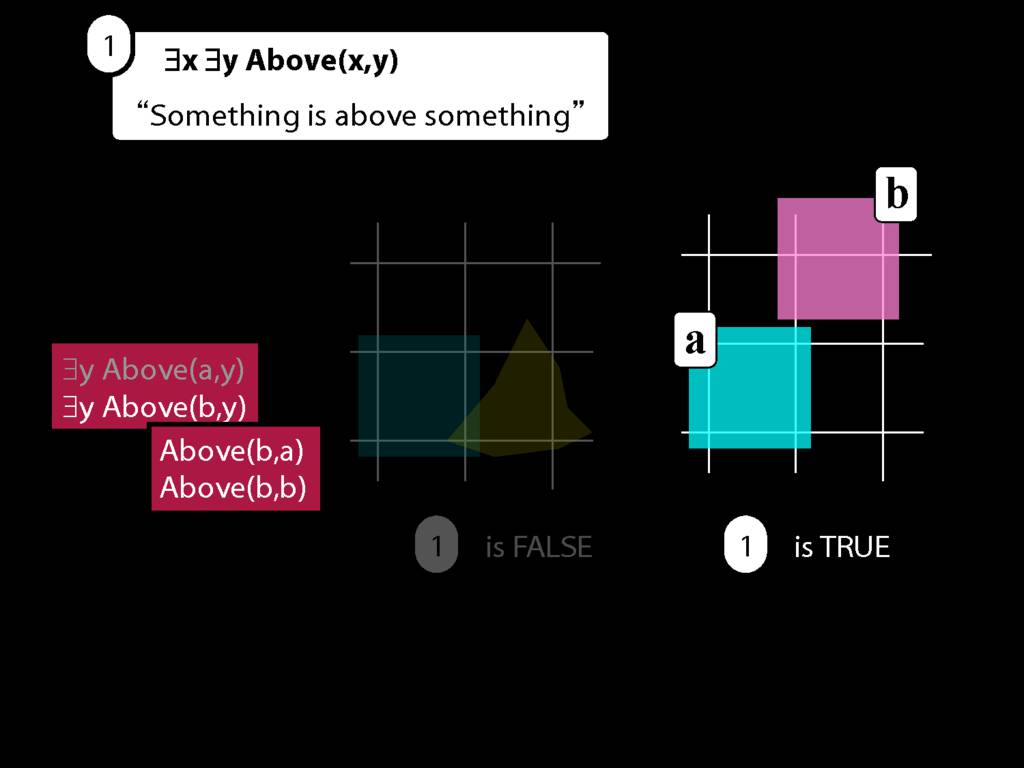 1
∃x ∃y Above(x,y)
“Something is above something”
b
a
∃y Above(a,y)
∃y Above(b,y)
Above(b,a)
Above(b,b)
1 is FALSE
1 is TRUE